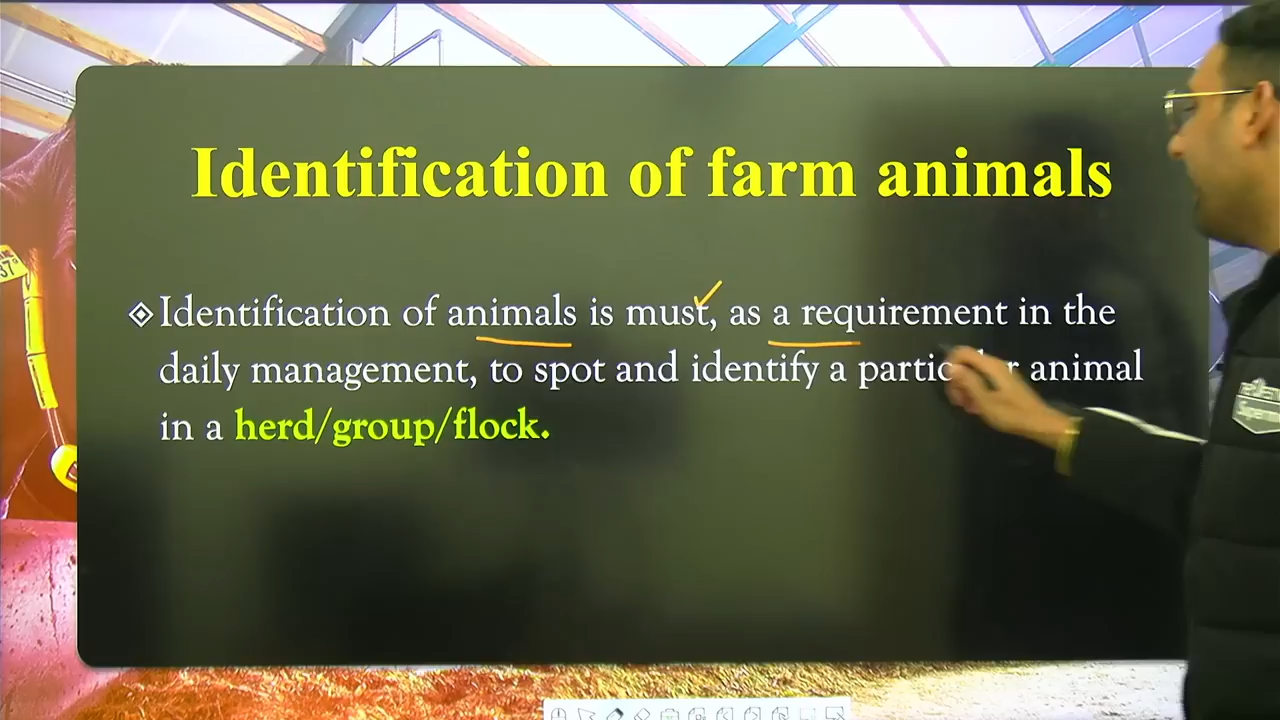 Identification of farm animals
Identification of animals is must, as a requirement in the
daily management, to spot and identify a animal
in a herd/group/flock.
37°